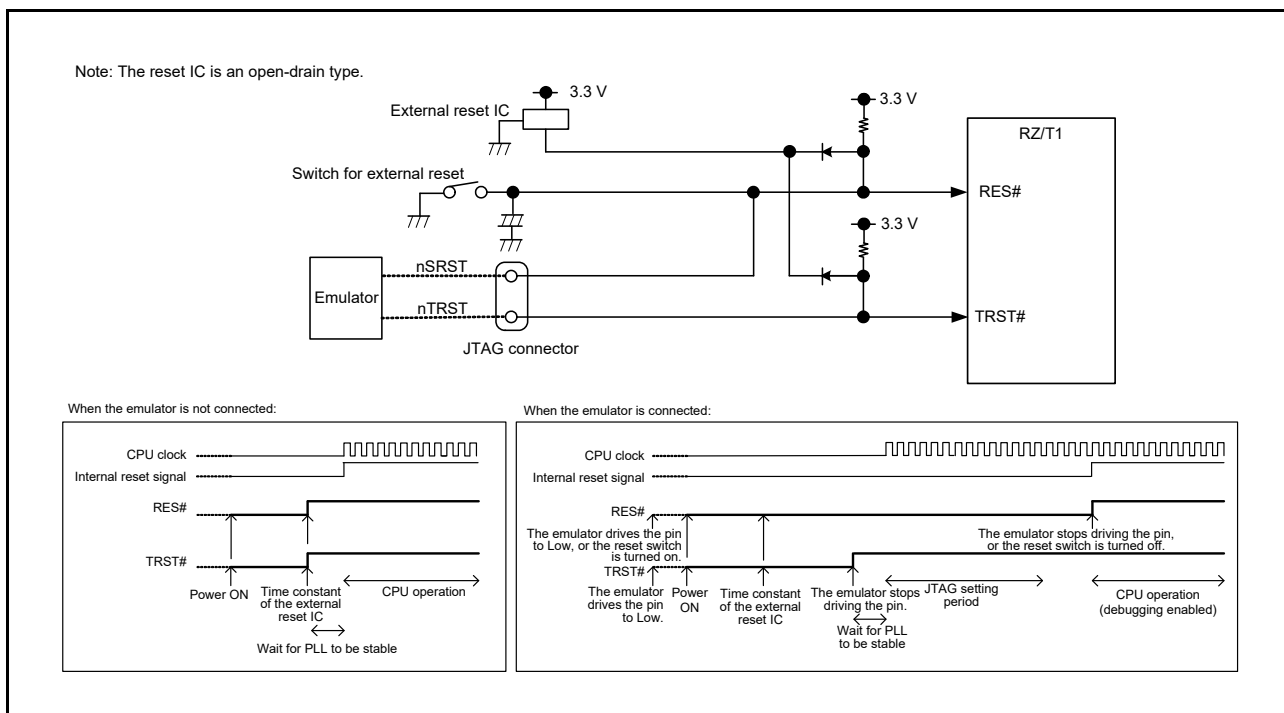 Note: The reset IC is an open-drain type.
3.3 V
3.3 V
External reset IC
RZ/T1
Switch for external reset
RES#
3.3 V
nSRST
Emulator
nTRST
TRST#
JTAG connector
When the emulator is not connected:
CPU clock
Internal reset signal
RES#
TRST#
Power ON
Time constant
of the external
reset IC
CPU operation
Wait for PLL to be stable
When the emulator is connected:
CPU clock
Internal reset signal
RES#
The emulator drives the pin
to Low, or the reset switch
is turned on.
The emulator stops driving the pin,
or the reset switch is turned off.
TRST#
The emulator
drives the pin
to Low.
Power
ON
Time constant
of the external
reset IC
The emulator stops
driving the pin.
Wait for PLL
to be stable
JTAG setting
period
CPU operation
(debugging enabled)